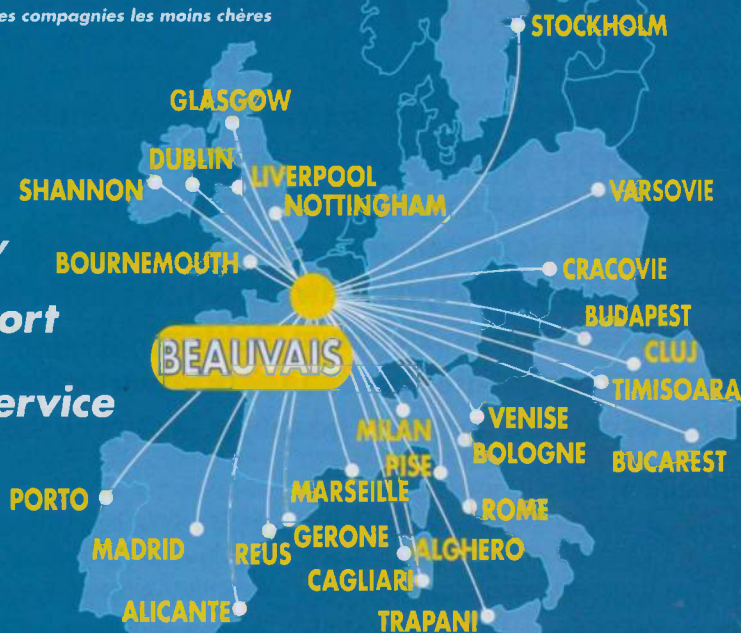 es compagnies les moins chères
STOCKHOLM
GLASGOW
DUBLIN
LIVERPOOL
SHANNON
NOTTINGHAM
VARSOVIE
BOURNEMOUTH
CRACOVIE
ort
BUDAPEST
BEAUVAIS
CLUJ
TIMISOARA
ervice
VENISE
MILAN
BOLOGNE
PISE
BUCAREST
MARSEILLE
PORTO
ROME
GERONE
MADRID
REUS
ALGHERO
CAGLIARI
ALICANTE
TRAPANI